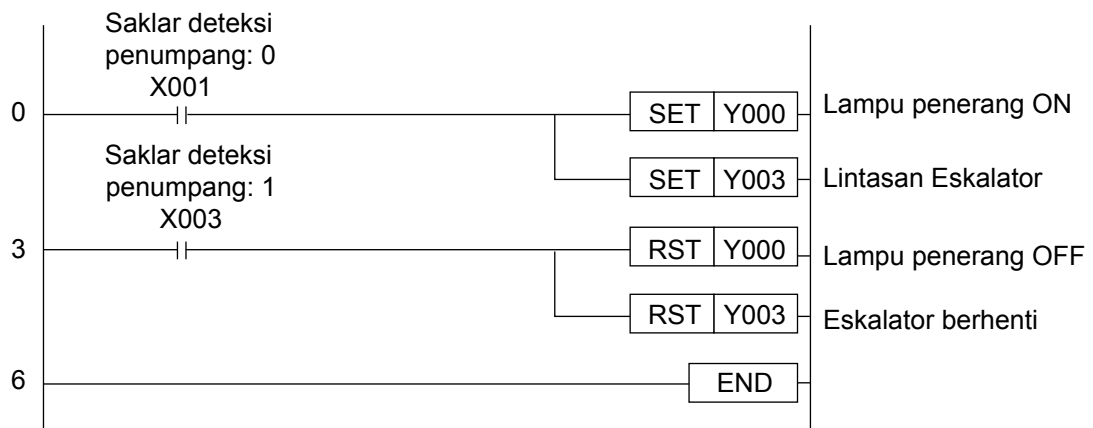 Saklar deteksi
penumpang: 0
X001
0
SET Y000
Lampu penerang ON
SET Y003
Lintasan Eskalator
Saklar deteksi
penumpang: 1
X003
3
RST Y000
Lampu penerang OFF
RST Y003
Eskalator berhenti
6
END